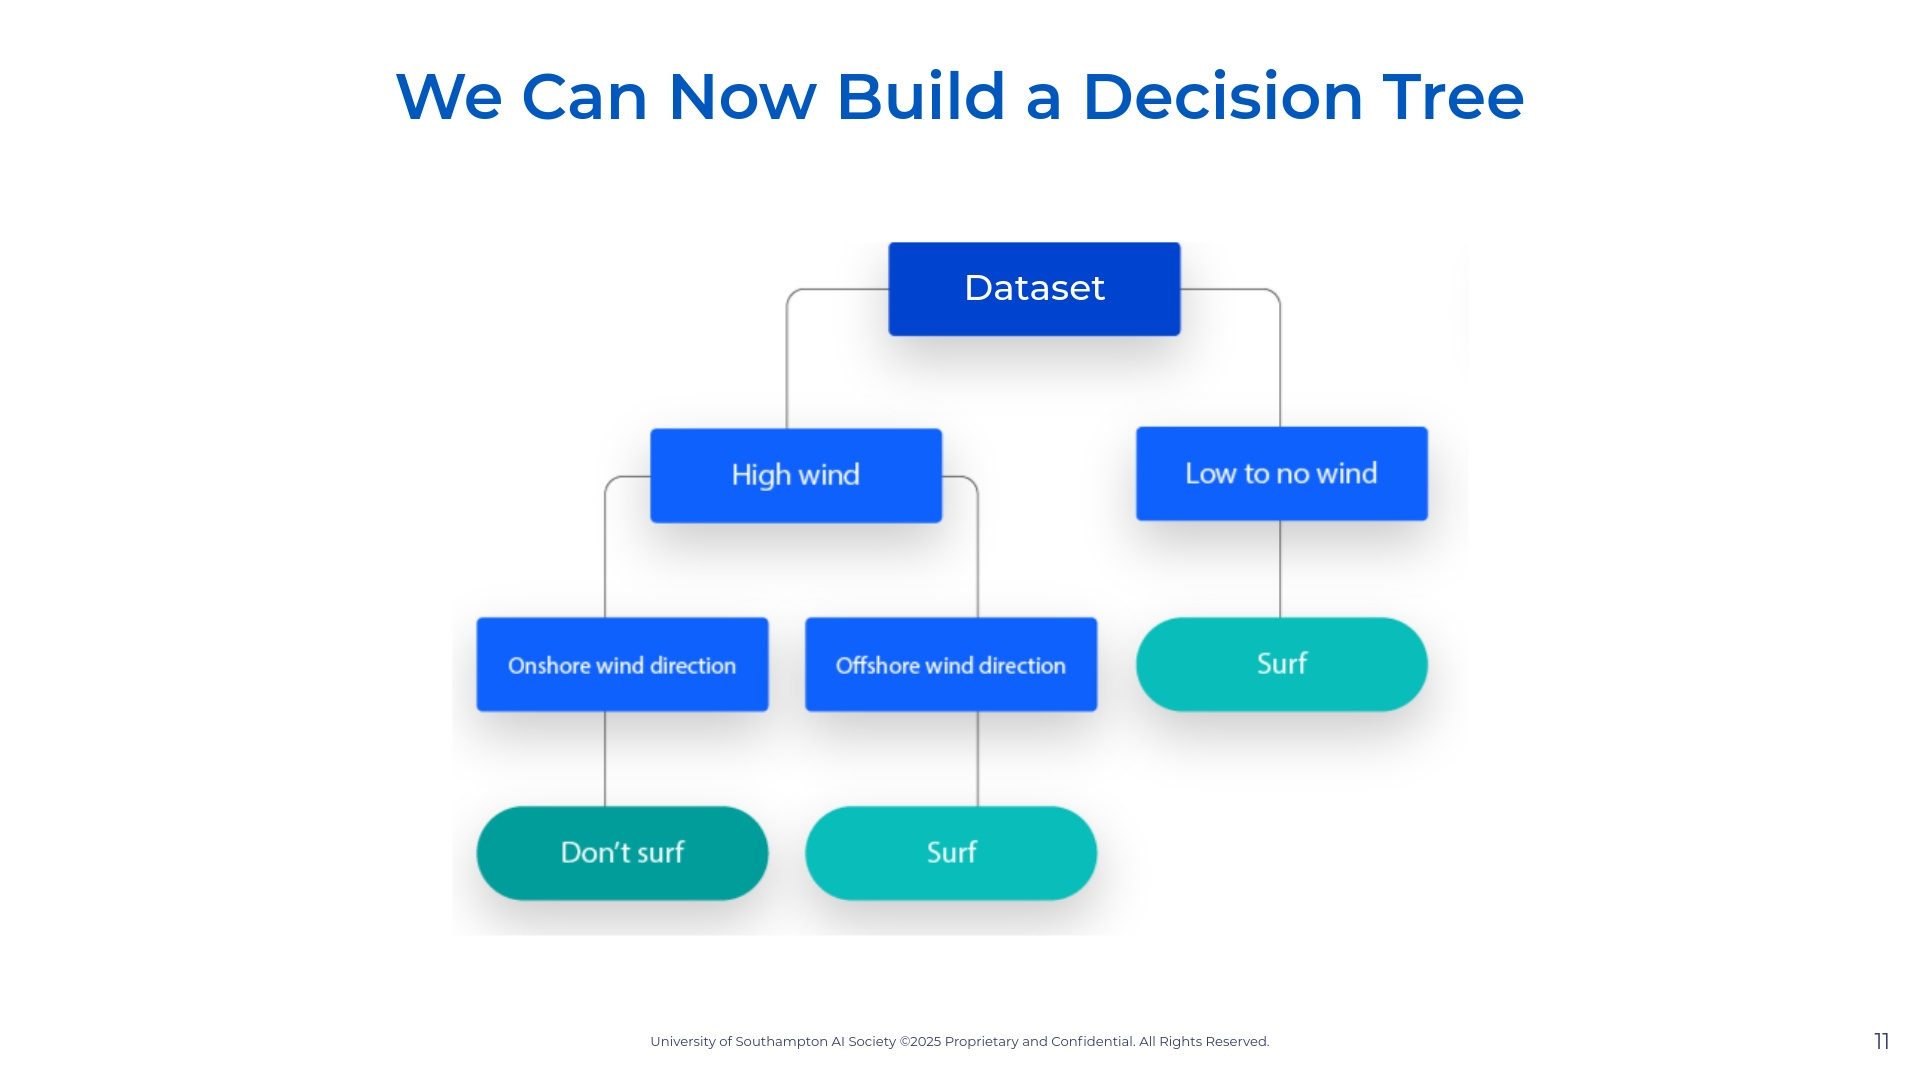 We Can Now Build a Decision Tree
Dataset
High wind
Low to no wind
Onshore wind direction
Offshore wind direction
Surf
Don’t surf
Surf
University of Southampton AI Society ©2025 Proprietary and Confidential. All Rights Reserved.
11